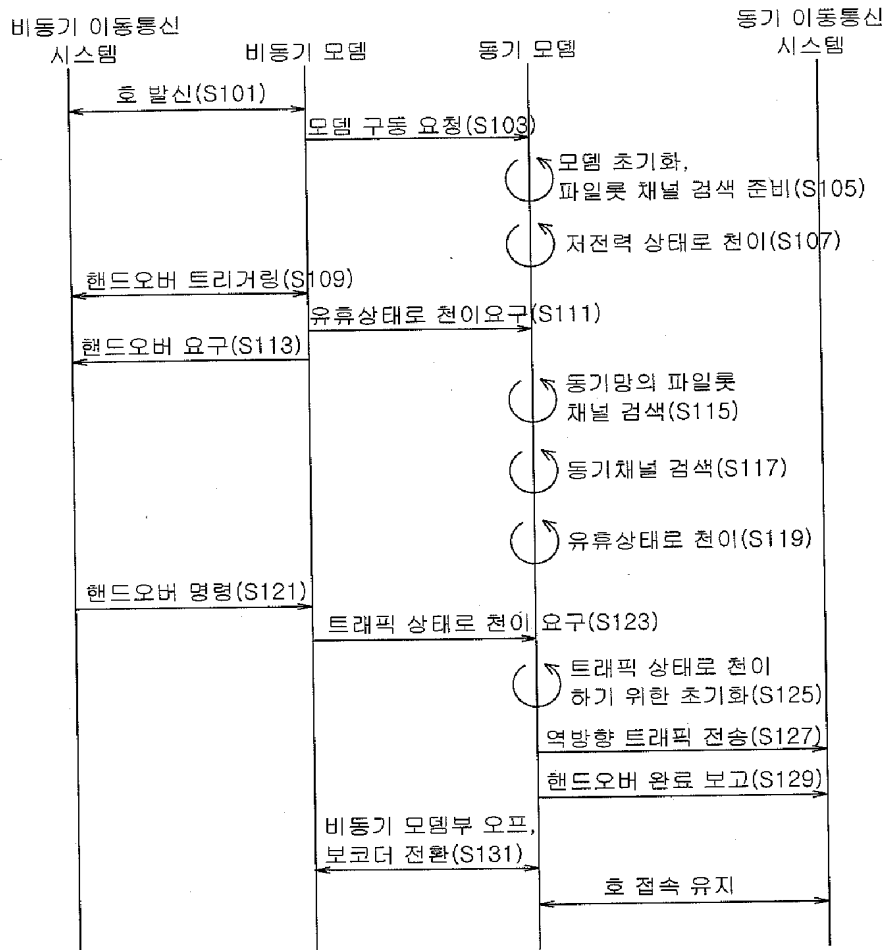 비동기 이동통신
시스템
비동기 모뎀
동기 모뎀
동기 이동통신
시스템
호 발신(S101)
모뎀 구동 요청(S103)
모뎀 초기화,
파일롯 채널 검색 준비(S105)
저전력 상태로 천이(S107)
핸드오버 트리거링(S109)
유휴상태로 천이요구(S111)
핸드오버 요구(S113)
동기망의 파일롯
채널 검색(S115)
동기채널 검색(S117)
유휴상태로 천이(S119)
핸드오버 명령(S121)
트래픽 상태로 천이 요구(S123)
트래픽 상태로 천이
하기 위한 초기화(S125)
역방향 트래픽 전송(S127)
핸드오버 완료 보고(S129)
비동기 모뎀부 오프,
보코더 전환(S131)
호 접속 유지